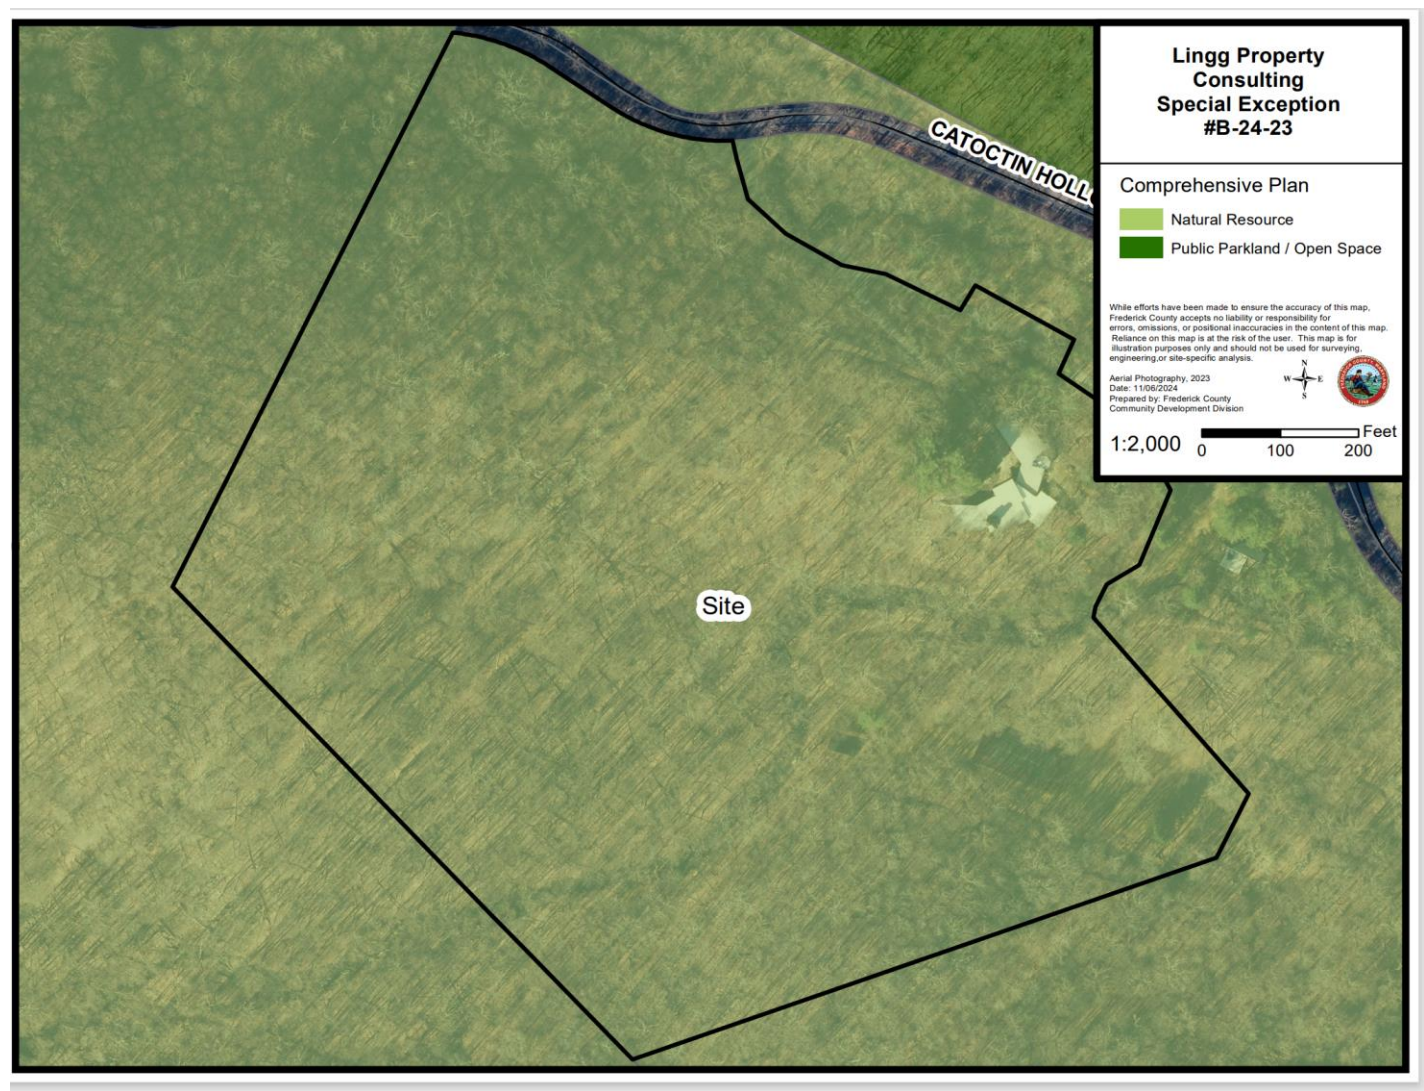 Lingg Property
Consulting
Special Exception
#B-24-23
CATOCTIN HOLL
Comprehensive Plan
Natural Resource
Public Parkland / Open Space
While efforts have been made to ensure the accuracy of this map,
Frederick County accepts no liability or responsibility for
errors, omissions, or positional inaccuracies in the content of this map.
Reliance on this map is at the risk of the user. This map is for
illustration purposes only and should not be used for surveying,
engineering,or site-specific analysis.
N
W E
S
Aerial Photography, 2023
Date: 11/06/2024
Prepared by: Frederick County
Community Development Division
1:2,000
Feet
0 100 200
Site